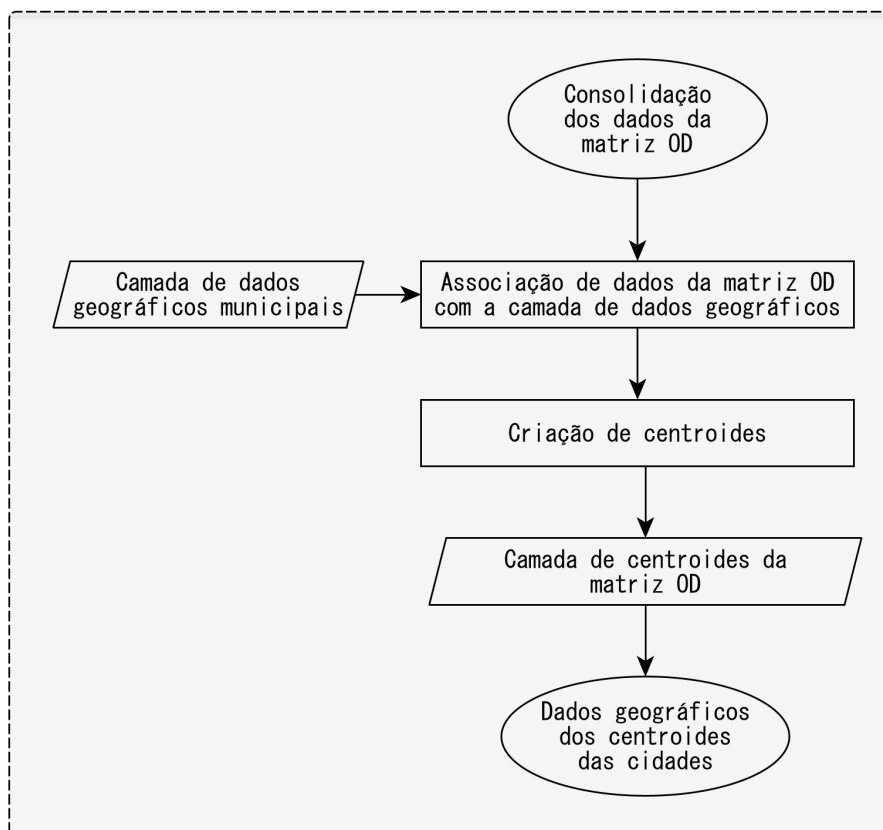 Consolidação
dos dados da
matriz OD
Camada de dados
geográficos municipais
Associação de dados da matriz OD
com a camada de dados geográficos
Criação de centroides
Camada de centroides da
matriz OD
Dados geográficos
dos centroides
das cidades